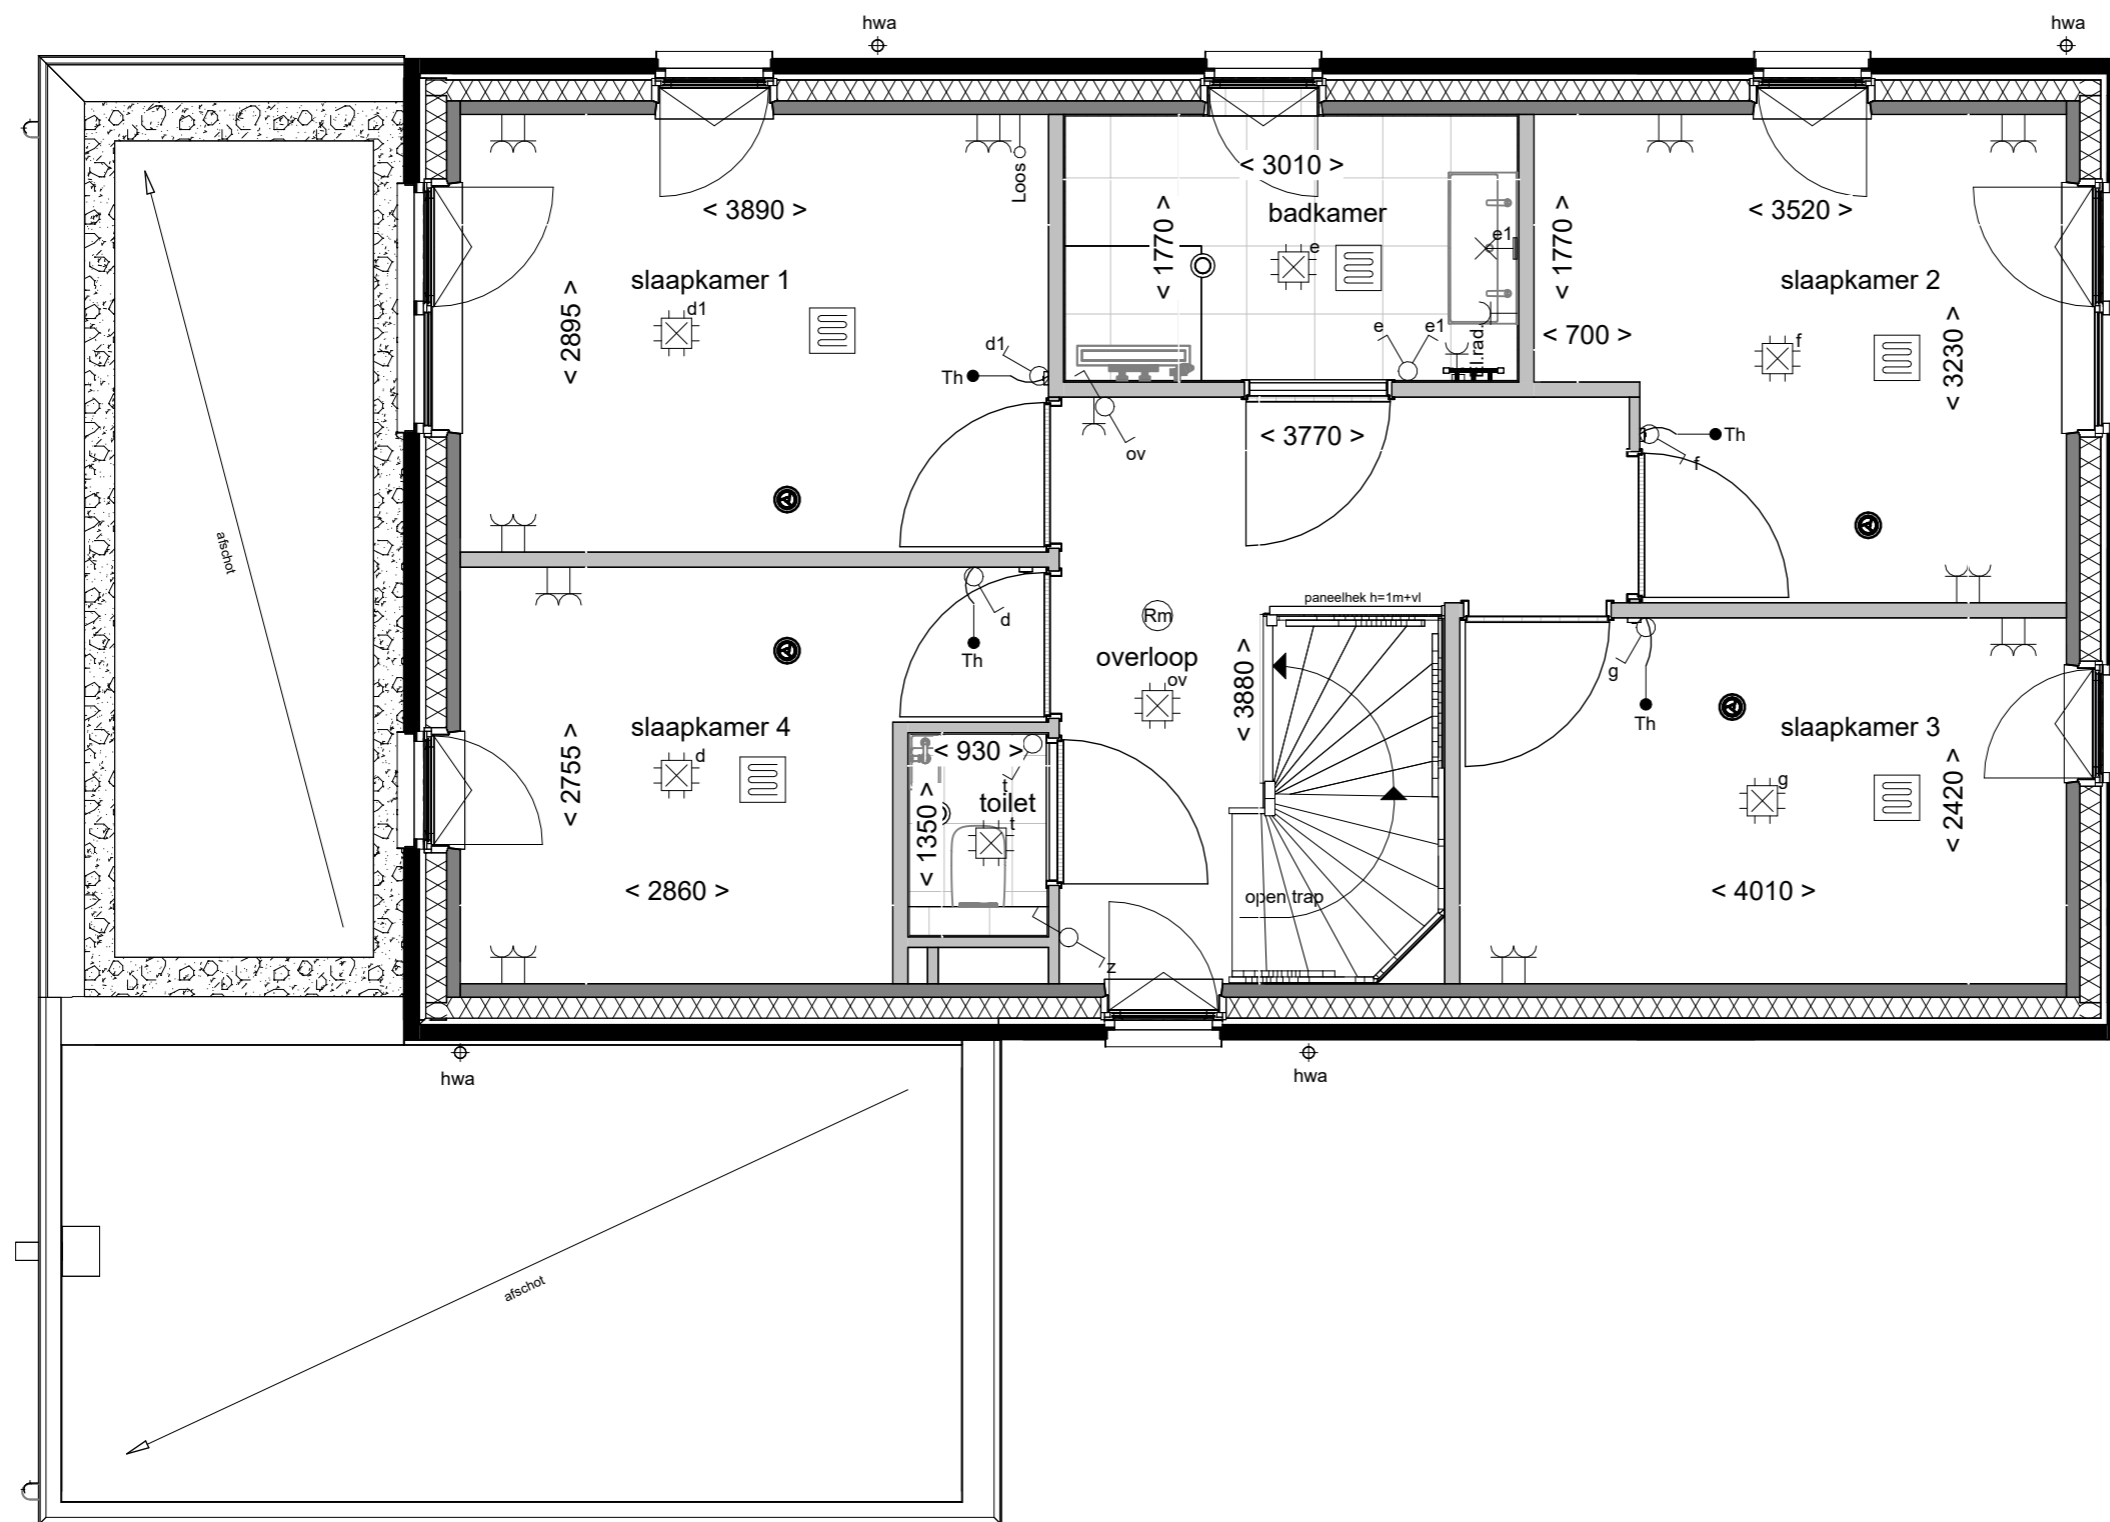 hwa
hwa
Loos
< 3890 >
< 3010 >
< 1770 >
badkamer
e
e1
< 1770 >
< 3520 >
slaapkamer 1
d1
< 2895 >
slaapkamer 2
f
< 3230 >
< 700 >
d1
Th
e
e1
el.rad.
ov
< 3770 >
Th
f
afschot
d
Th
Rm
overloop
ov
paneelhek h=1m+vl
< 3880 >
g
Th
slaapkamer 4
d
< 2755 >
< 2860 >
< 930 >
t
toilet
t
< 1350 >
slaapkamer 3
g
< 2420 >
< 4010 >
open trap
z
hwa
hwa
afschot